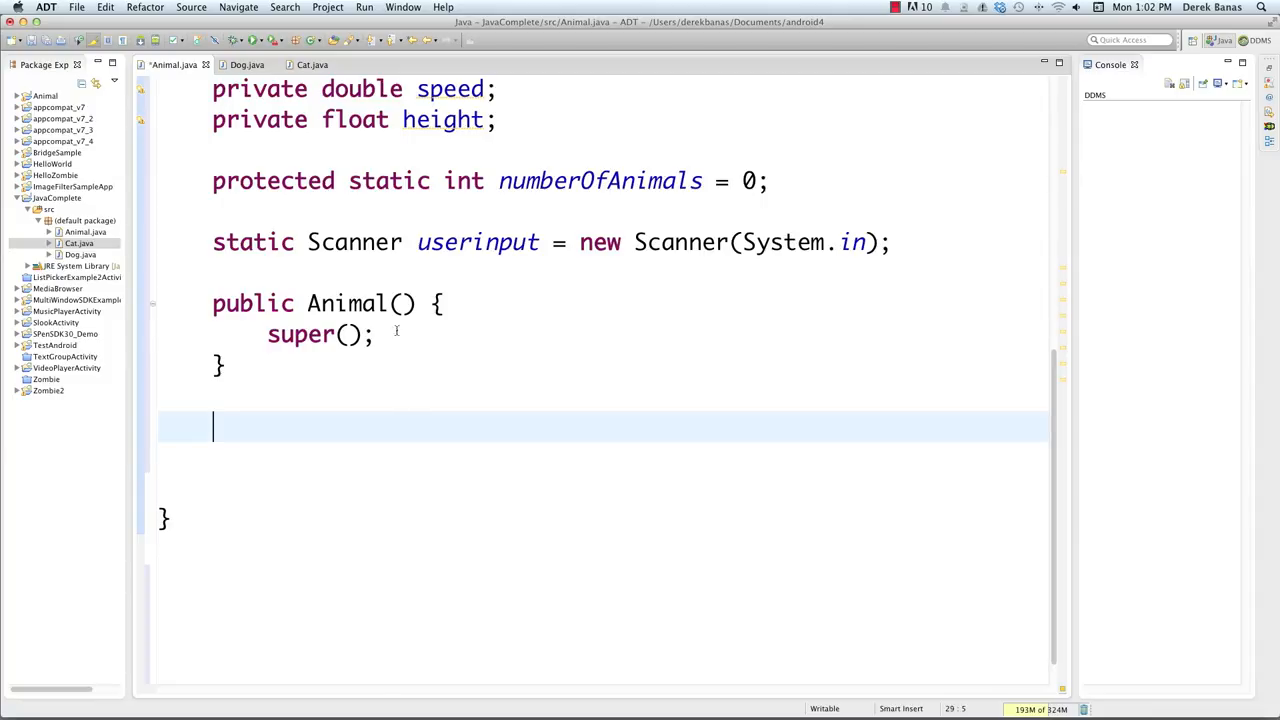 ADT File Edit Refactor Source Navigate Search Project Run Window Help 10 Mon 1:02 PM Derek Banas
Java – JavaComplete/src/Animal.java – ADT – /Users/derekbanas/Documents/android4
Quick Access Java DDMS
Package Exp
*Animal.java Dog.java Cat.java
Console
DDMS
Animal
appcompat_v7
appcompat_v7_2
appcompat_v7_3
appcompat_v7_4
BridgeSample
HelloWorld
HelloZombie
ImageFilterSampleApp
JavaComplete
src
(default package)
Animal.java
Cat.java
Dog.java
JRE System Library [Ja
ListPickerExample2Activi
MediaBrowser
MultiWindowSDKExample
MusicPlayerActivity
SlookActivity
SPenSDK30_Demo
TestAndroid
TextGroupActivity
VideoPlayerActivity
Zombie
Zombie2
private double speed;
private float height;
protected static int numberOfAnimals = 0;
static Scanner userinput = new Scanner(System.in);
public Animal() {
super();
}
}
Writable Smart Insert 29 : 5 193M of 324M